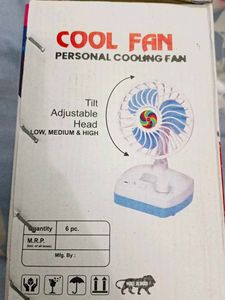 COOL FAN
PERSONAL COOLING FAN
Tilt
Adjustable
Head
LOW, MEDIUM & HIGH
Quantity 6 pc.
M.R.P.
Mfg. By :